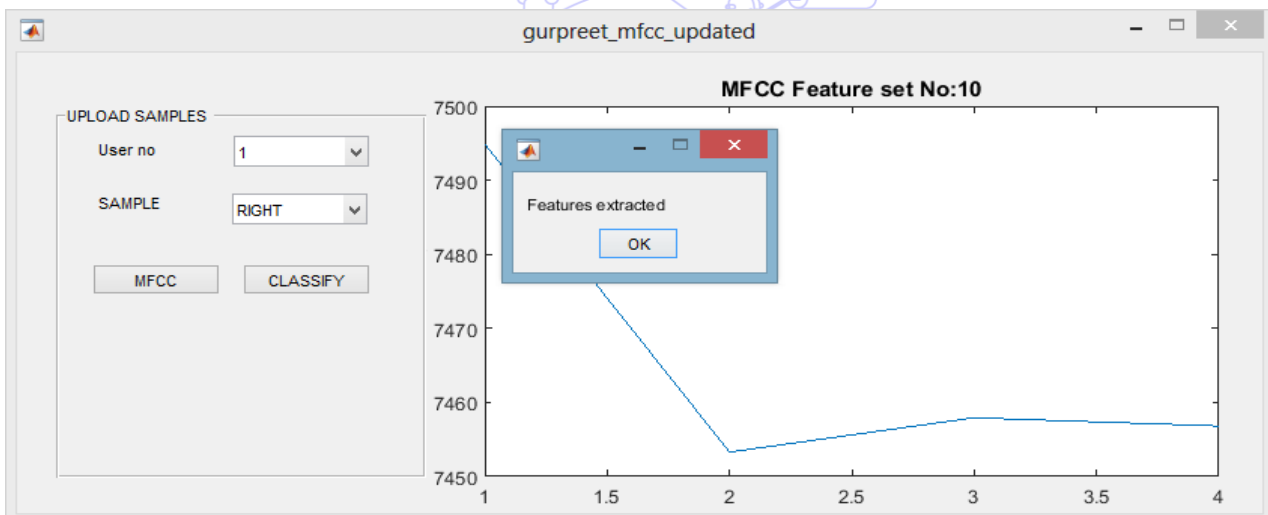 gurpreet_mfcc_updated
UPLOAD SAMPLES
User no 1
SAMPLE RIGHT
MFCC CLASSIFY
MFCC Feature set No:10
7500
7490
7480
7470
7460
7450
1 1.5 2 2.5 3 3.5 4
Features extracted
OK